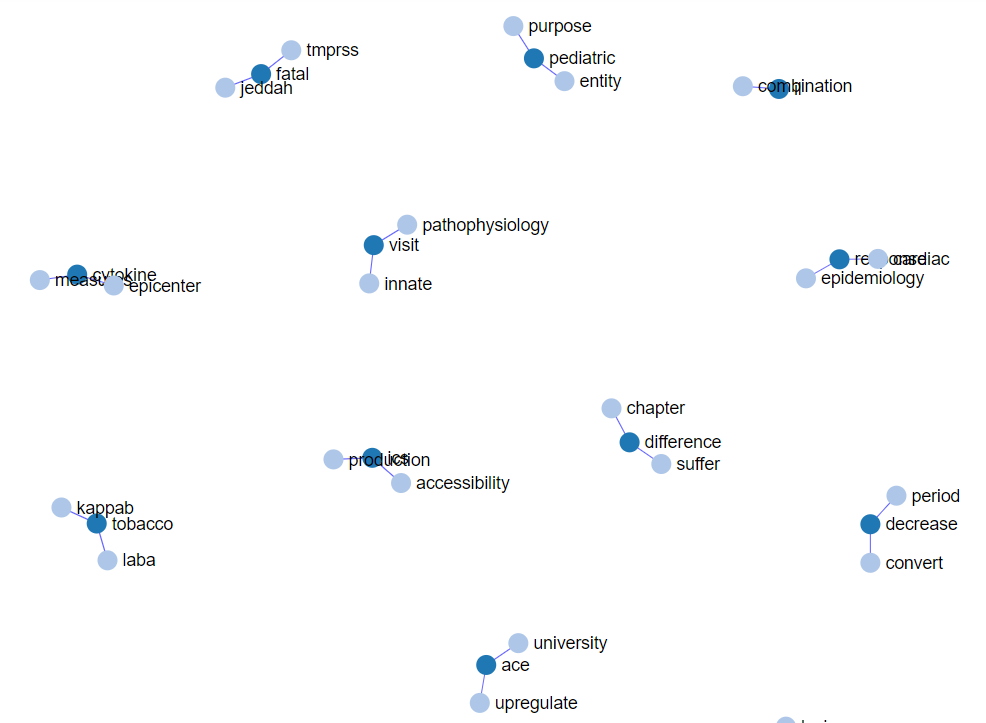 purpose
tmprss
pediatric
fatal
entity
jeddah
combination
pathophysiology
visit
cytokine
measures
epicenter
innate
response
cardiac
epidemiology
chapter
difference
ics
production
suffer
accessibility
period
kappab
tobacco
decrease
laba
convert
university
ace
upregulate